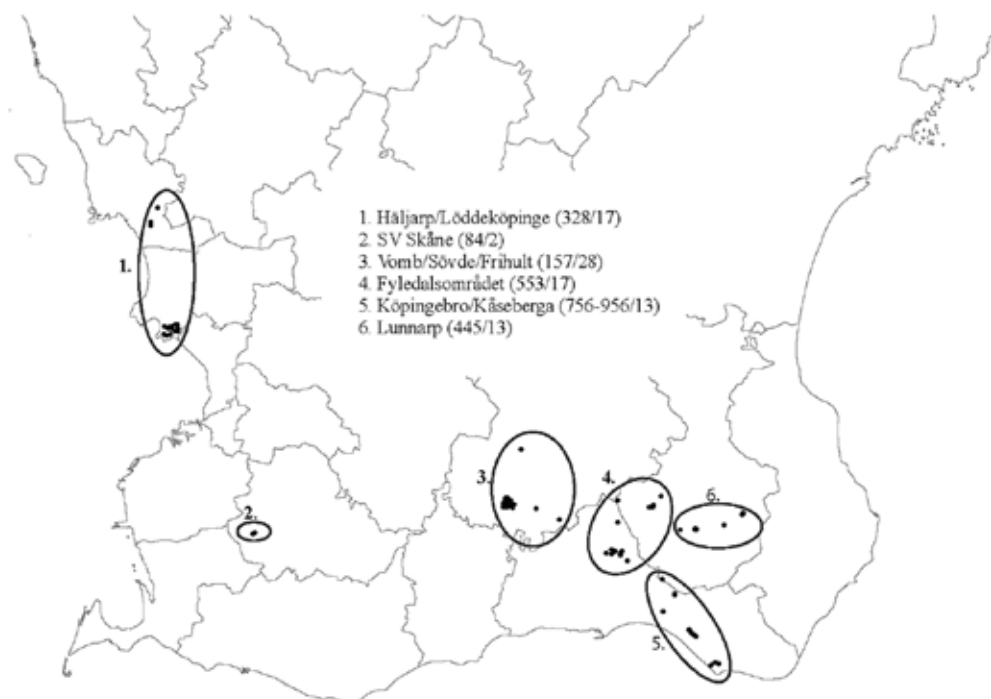 1. Häljarp/Löddeköpinge (328/17)
2. SV Skåne (84/2)
3. Vomb/Sövde/Frihult (157/28)
4. Fyledalsområdet (553/17)
5. Köpingebro/Kåseberga (756-956/13)
6. Lunnarp (445/13)
1.
2.
3.
4.
6.
5.